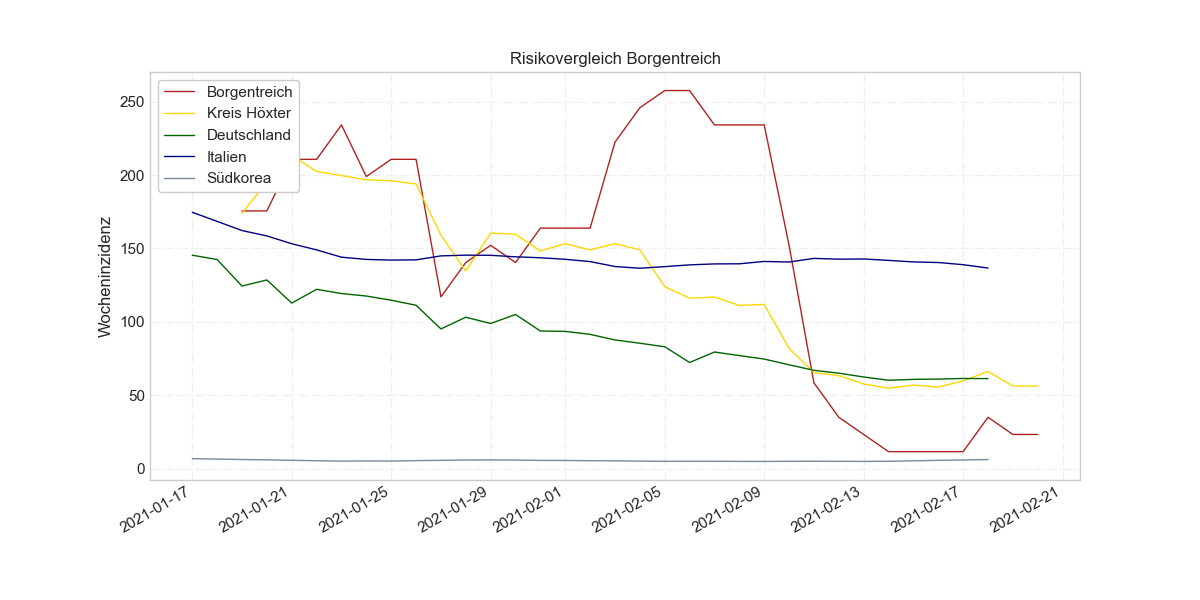 Risikovergleich Borgentreich
Borgentreich
Kreis Höxter
Deutschland
Italien
Südkorea
Wocheninzidenz
250
200
150
100
50
0
2021-01-17
2021-01-21
2021-01-25
2021-01-29
2021-02-01
2021-02-05
2021-02-09
2021-02-13
2021-02-17
2021-02-21